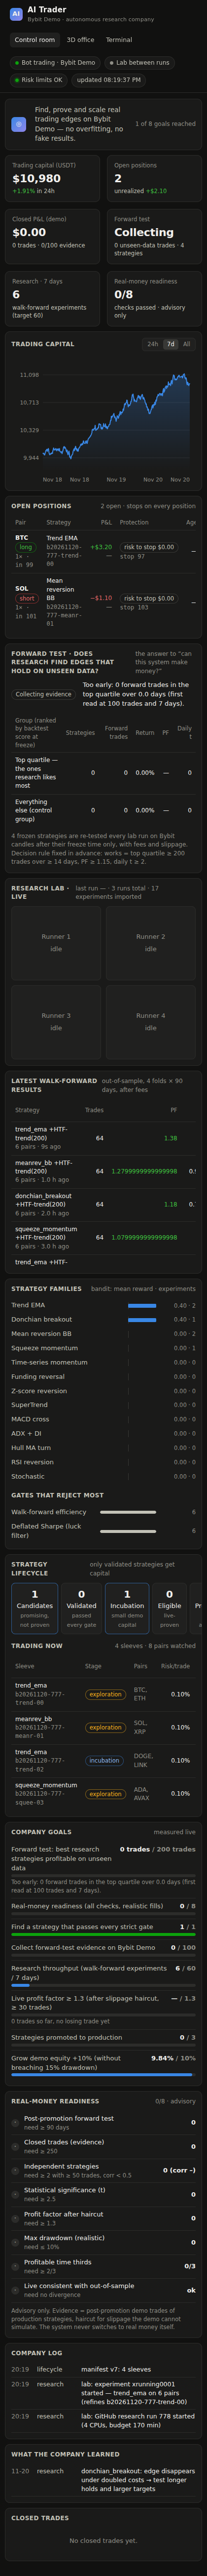 AI
AI Trader
Bybit Demo · autonomous research company
Control room
3D office
Terminal
Bot trading · Bybit Demo
Lab between runs
Risk limits OK
updated 08:19:37 PM
Find, prove and scale real
trading edges on Bybit
Demo — no overfitting, no
fake results.
1 of 8 goals reached
Trading capital (USDT)
$10,980
+1.91% in 24h
Open positions
2
unrealized +$2.10
Closed P&L (demo)
$0.00
0 trades · 0/100 evidence
Forward test
Collecting
0 unseen-data trades · 4
strategies
Research · 7 days
6
walk-forward experiments
(target 60)
Real-money readiness
0/8
checks passed · advisory
only
TRADING CAPITAL
24h 7d All
11,098
10,713
10,329
9,944
Nov 18 Nov 18 Nov 19 Nov 20 Nov 20
OPEN POSITIONS
2 open · stops on every position
Pair Strategy P&L Protection Age
BTC
long
1× ·
in 99
Trend EMA
b20261120-
777-trend-
00
+$3.20
—
risk to stop $00
stop 97
—
SOL
short
1× ·
in 101
Mean
reversion
BB
b20261120-
777-meanr-
01
−$1.10
—
risk to stop $00
stop 103
—
FORWARD TEST · DOES
RESEARCH FIND EDGES THAT
HOLD ON UNSEEN DATA?
the answer to "can
this system make
money?"
Collecting evidence
Too early: 0 forward trades in the
top quartile over 0.0 days (first
read at 100 trades and 7 days).
Group (ranked
by backtest
score at
freeze)
Strategies
Forward
trades
Return PF
Daily
t
Top quartile —
the ones
research likes
most
0 0 0.00% — 0
Everything
else (control
group)
0 0 0.00% — 0
4 frozen strategies are re-tested every lab run on Bybit
candles after their freeze time only, with fees and slippage.
Decision rule fixed in advance: works = top quartile ≥ 200
trades over ≥ 14 days, PF ≥ 1.15, daily t ≥ 2.
RESEARCH LAB ·
LIVE
last run — · 3 runs total · 17
experiments imported
Runner 1
idle
Runner 2
idle
Runner 3
idle
Runner 4
idle
LATEST WALK-FORWARD
RESULTS
out-of-sample, 4 folds × 90
days, after fees
Strategy Trades PF
trend_ema +HTF-
trend(200)
6 pairs · 9s ago
64 1.38
meanrev_bb +HTF-
trend(200)
6 pairs · 1.0 h ago
64 1.2799999999999998
donchian_breakout
+HTF-trend(200)
6 pairs · 2.0 h ago
64 1.18
squeeze_momentum
+HTF-trend(200)
6 pairs · 3.0 h ago
64 1.0799999999999998
trend_ema +HTF-
STRATEGY FAMILIES
bandit: mean reward · experiments
Trend EMA 0.40 · 2
Donchian breakout 0.40 · 1
Mean reversion BB 0.00 · 2
Squeeze momentum 0.00 · 1
Time-series momentum 0.00 · 0
Funding reversal 0.00 · 0
Z-score reversion 0.00 · 0
SuperTrend 0.00 · 0
MACD cross 0.00 · 0
ADX + DI 0.00 · 0
Hull MA turn 0.00 · 0
RSI reversion 0.00 · 0
Stochastic 0.00 · 0
GATES THAT REJECT MOST
Walk-forward efficiency 6
Deflated Sharpe (luck
filter)
6
STRATEGY
LIFECYCLE
only validated strategies get
capital
1
Candidates
promising,
not proven
0
Validated
passed
every gate
1
Incubation
small demo
capital
0
Eligible
live-
proven
TRADING NOW
4 sleeves · 8 pairs watched
Sleeve Stage Pairs Risk/trade
trend_ema
b20261120-777-
trend-00
exploration
BTC,
ETH
0.10%
meanrev_bb
b20261120-777-
meanr-01
exploration
SOL,
XRP
0.10%
trend_ema
b20261120-777-
trend-02
incubation
DOGE,
LINK
0.10%
squeeze_momentum
b20261120-777-
squee-03
exploration
ADA,
AVAX
0.10%
COMPANY GOALS
measured live
Forward test: best research
strategies profitable on unseen
data
0 trades / 200 trades
Too early: 0 forward trades in the top quartile over 0.0 days (first
read at 100 trades and 7 days).
Real-money readiness (all checks, realistic fills) 0 / 8
Find a strategy that passes every strict gate 1 / 1
Collect forward-test evidence on Bybit Demo 0 / 100
Research throughput (walk-forward experiments
/ 7 days)
6 / 60
Live profit factor ≥ 1.3 (after slippage haircut,
≥ 30 trades)
— / 1.3
0 trades so far, no losing trade yet
Strategies promoted to production 0 / 3
Grow demo equity +10% (without
breaching 15% drawdown)
9.84% / 10%
REAL-MONEY READINESS
0/8 · advisory
Post-promotion forward test
need ≥ 90 days
0
Closed trades (evidence)
need ≥ 250
0
Independent strategies
need ≥ 2 with ≥ 50 trades, corr < 0.5
0 (corr –)
Statistical significance (t)
need ≥ 2.5
0
Profit factor after haircut
need ≥ 1.3
0
Max drawdown (realistic)
need ≤ 10%
0
Profitable time thirds
need ≥ 2/3
0/3
Live consistent with out-of-sample
need no divergence
ok
Advisory only. Evidence = post-promotion demo trades of
production strategies, haircut for slippage the demo cannot
simulate. The system never switches to real money itself.
COMPANY LOG
20:19 lifecycle manifest v7: 4 sleeves
20:19 research lab: experiment xrunning0001
started — trend_ema on 6 pairs
(refines b20261120-777-trend-00)
20:19 research lab: GitHub research run 778 started
(4 CPUs, budget 170 min)
WHAT THE COMPANY LEARNED
11-20 research donchian_breakout: edge disappears
under doubled costs → test longer
holds and larger targets
CLOSED TRADES
No closed trades yet.